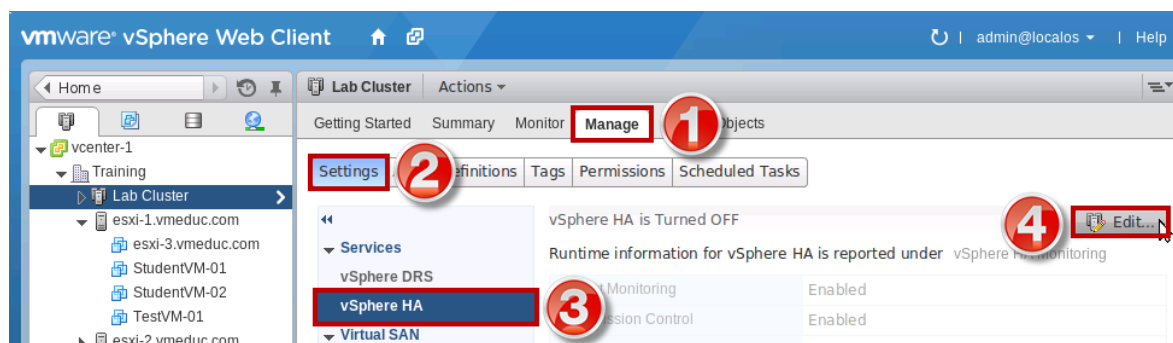 vmware® vSphere Web Client
admin@localos | Help
Home
Lab Cluster Actions
Getting Started Summary Monitor Manage 1 Objects
vcenter-1
Training
Lab Cluster
esxi-1.vmeduc.com
esxi-3.vmeduc.com
StudentVM-01
StudentVM-02
TestVM-01
esxi-2.vmeduc.com
Settings 2 Tags Permissions Scheduled Tasks
Services
vSphere DRS
vSphere HA
Virtual SAN
vSphere HA is Turned OFF
4 Edit...
Runtime information for vSphere HA is reported under vSphere HA Monitoring
3 Monitoring Enabled
Control Enabled